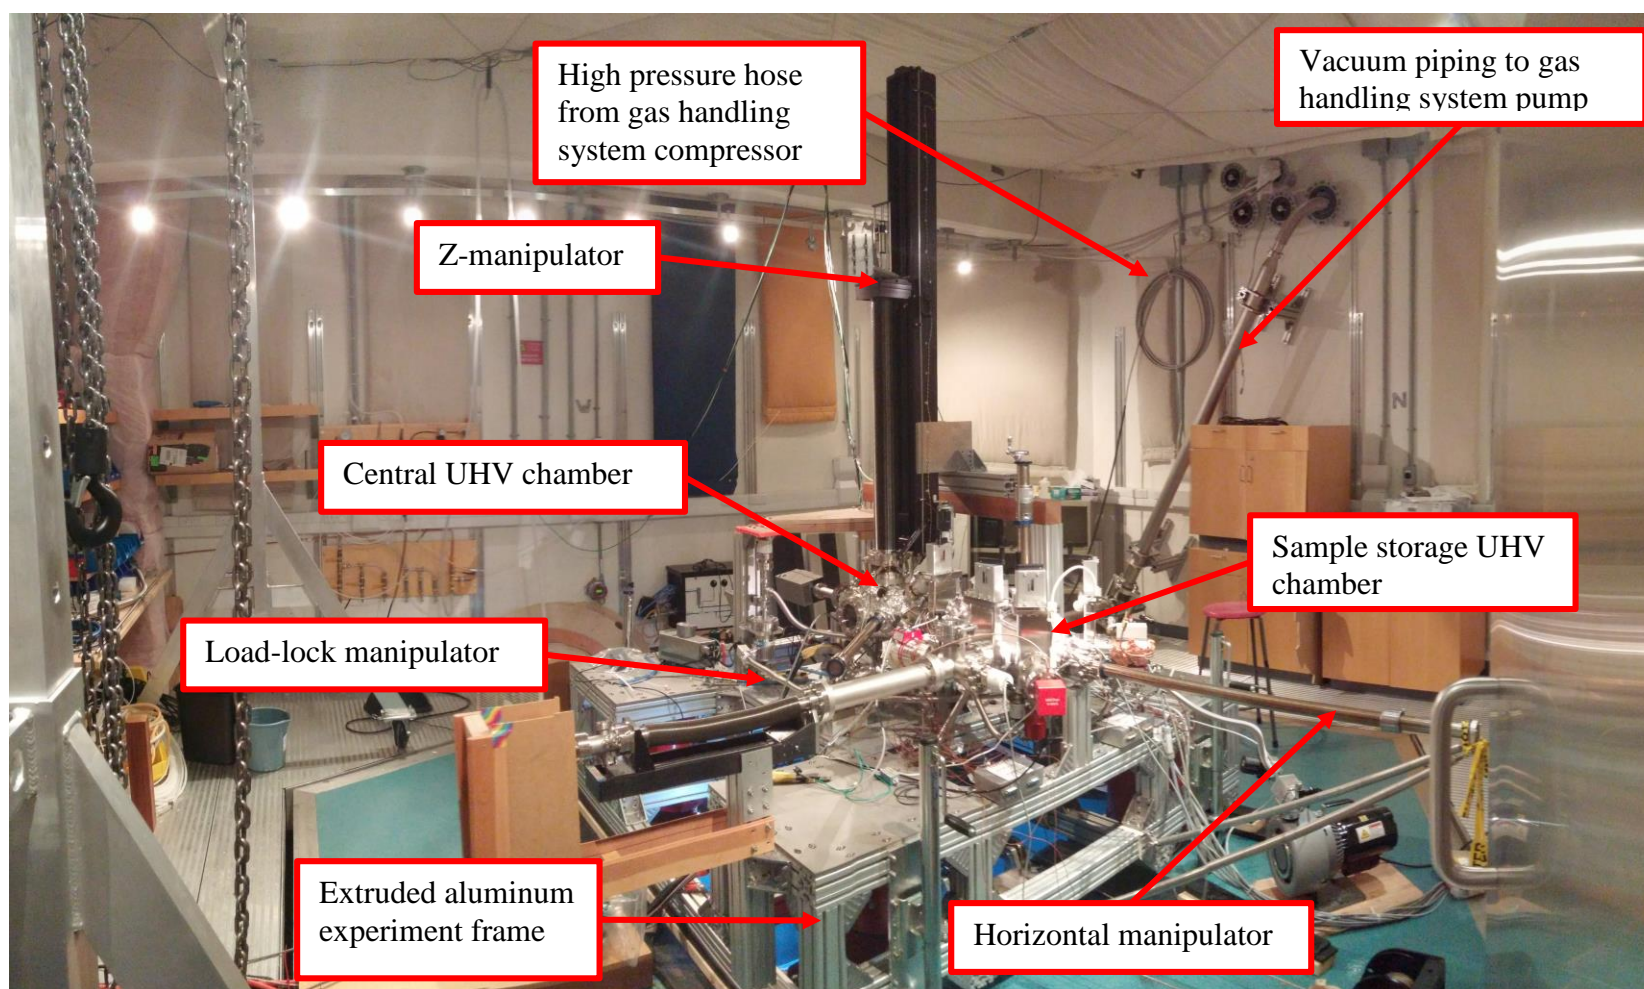 High pressure hose
from gas handling
system compressor
Vacuum piping to gas
handling system pump
Z-manipulator
Central UHV chamber
Sample storage UHV
chamber
Load-lock manipulator
Extruded aluminum
experiment frame
Horizontal manipulator
N